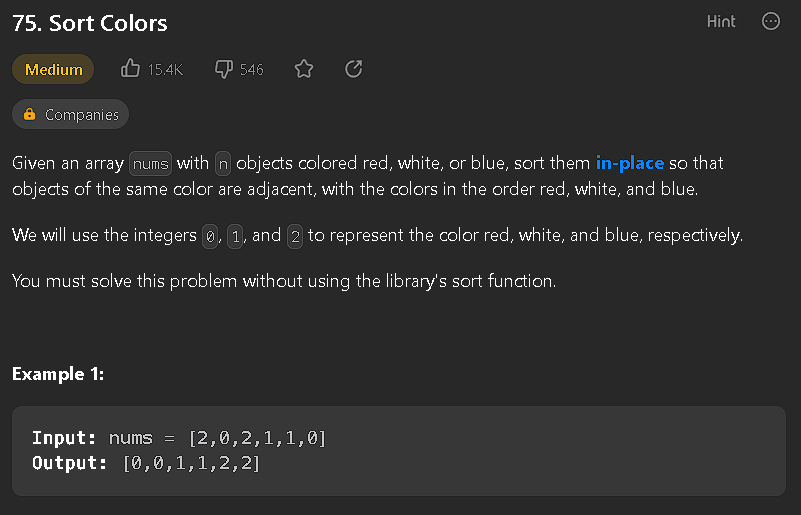 75. Sort Colors
Hint
Medium
15.4K
546
Companies
Given an array nums with n objects colored red, white, or blue, sort them in-place so that
objects of the same color are adjacent, with the colors in the order red, white, and blue.
We will use the integers 0, 1, and 2 to represent the color red, white, and blue, respectively.
You must solve this problem without using the library's sort function.
Example 1:
Input: nums = [2,0,2,1,1,0]
Output: [0,0,1,1,2,2]